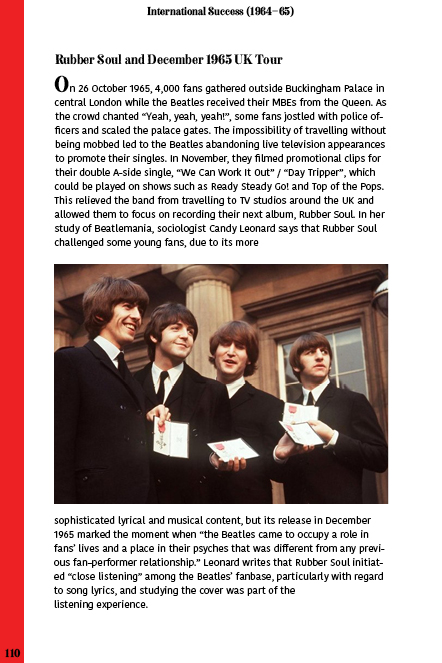 International Success (1964–65)
Rubber Soul and December 1965 UK Tour
On 26 October 1965, 4,000 fans gathered outside Buckingham Palace in
central London while the Beatles received their MBEs from the Queen. As
the crowd chanted “Yeah, yeah, yeah!”, some fans jostled with police of-
ficers and scaled the palace gates. The impossibility of travelling without
being mobbed led to the Beatles abandoning live television appearances
to promote their singles. In November, they filmed promotional clips for
their double A-side single, “We Can Work It Out” / “Day Tripper”, which
could be played on shows such as Ready Steady Go! and Top of the Pops.
This relieved the band from travelling to TV studios around the UK and
allowed them to focus on recording their next album, Rubber Soul. In her
study of Beatlemania, sociologist Candy Leonard says that Rubber Soul
challenged some young fans, due to its more
sophisticated lyrical and musical content, but its release in December
1965 marked the moment when “the Beatles came to occupy a role in
fans’ lives and a place in their psyches that was different from any previ-
ous fan–performer relationship.” Leonard writes that Rubber Soul initiat-
ed “close listening” among the Beatles’ fanbase, particularly with regard
to song lyrics, and studying the cover was part of the
listening experience.
110